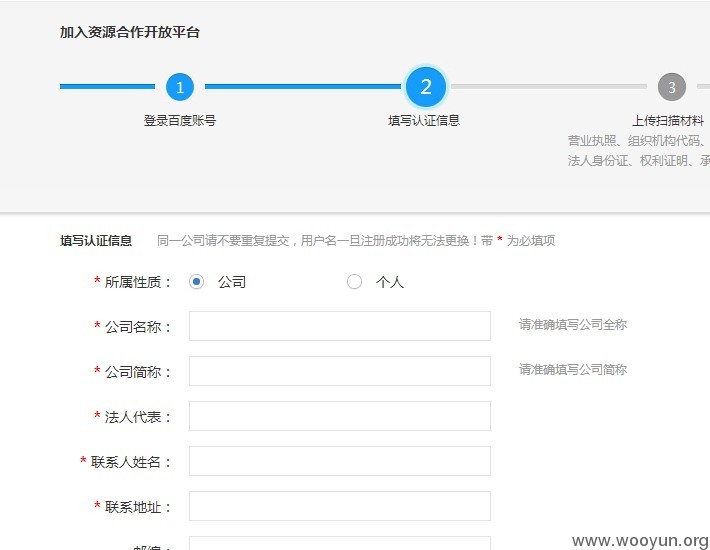 加入资源合作开放平台
1
2
3
登录百度账号
填写认证信息
上传扫描材料
营业执照、组织机构代码、
法人身份证、权利证明、承
填写认证信息 同一公司请不要重复提交，用户名一旦注册成功将无法更换！带 * 为必填项
* 所属性质： 公司 个人
* 公司名称： 请准确填写公司全称
* 公司简称： 请准确填写公司简称
* 法人代表：
* 联系人姓名：
* 联系地址：
邮编：
www.wooyun.org